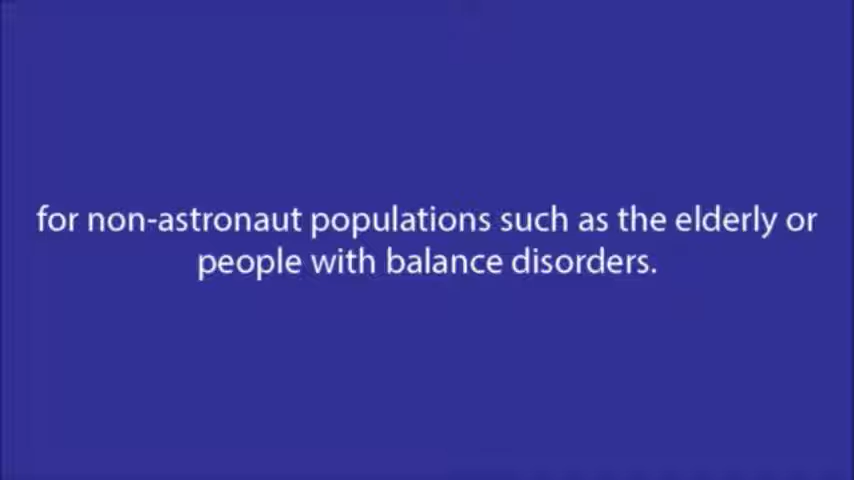 for non-astronaut populations such as the elderly or
people with balance disorders.